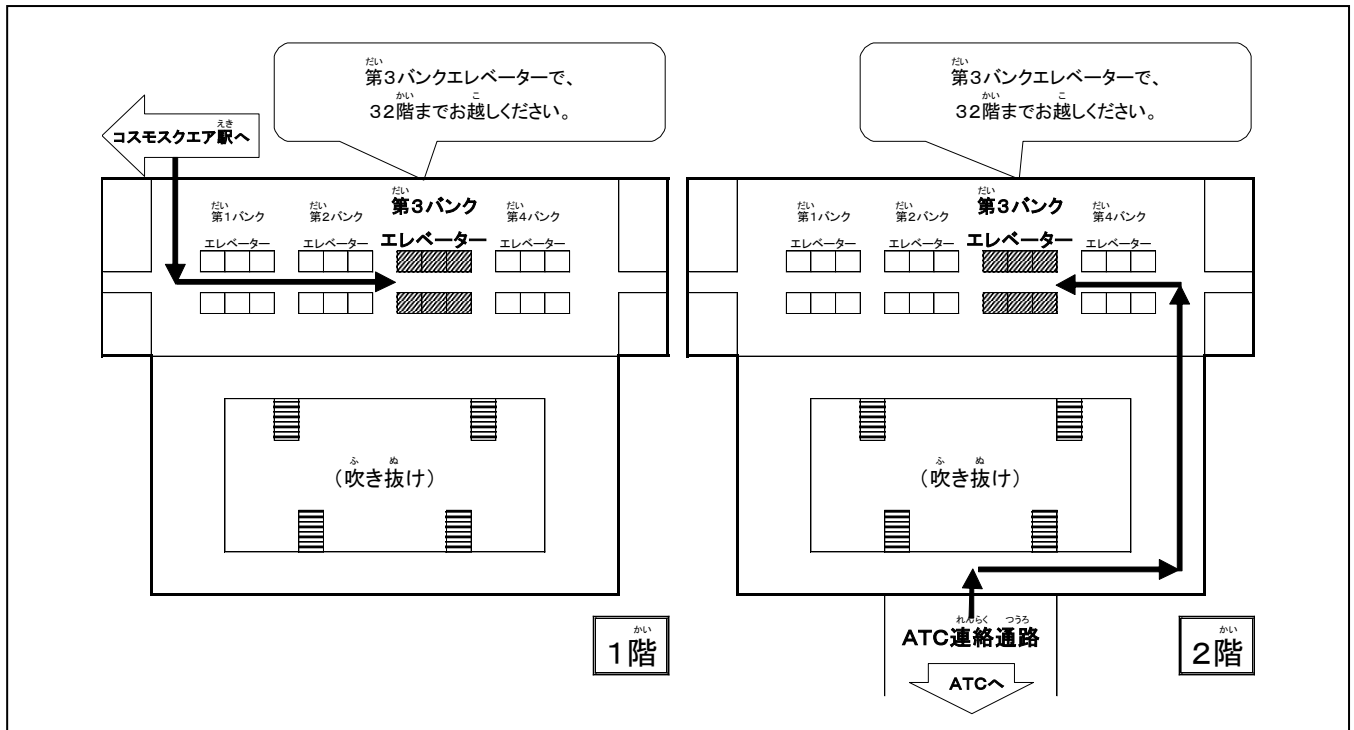 第3バンクエレベーターで、
32階までお越しください。
コスモスクエア駅へ
第1バンク
エレベーター
第2バンク
エレベーター
第3バンク
エレベーター
第4バンク
エレベーター
(吹き抜け)
1階
第3バンクエレベーターで、
32階までお越しください。
第1バンク
エレベーター
第2バンク
エレベーター
第3バンク
エレベーター
第4バンク
エレベーター
(吹き抜け)
ATC連絡通路
ATCへ
2階